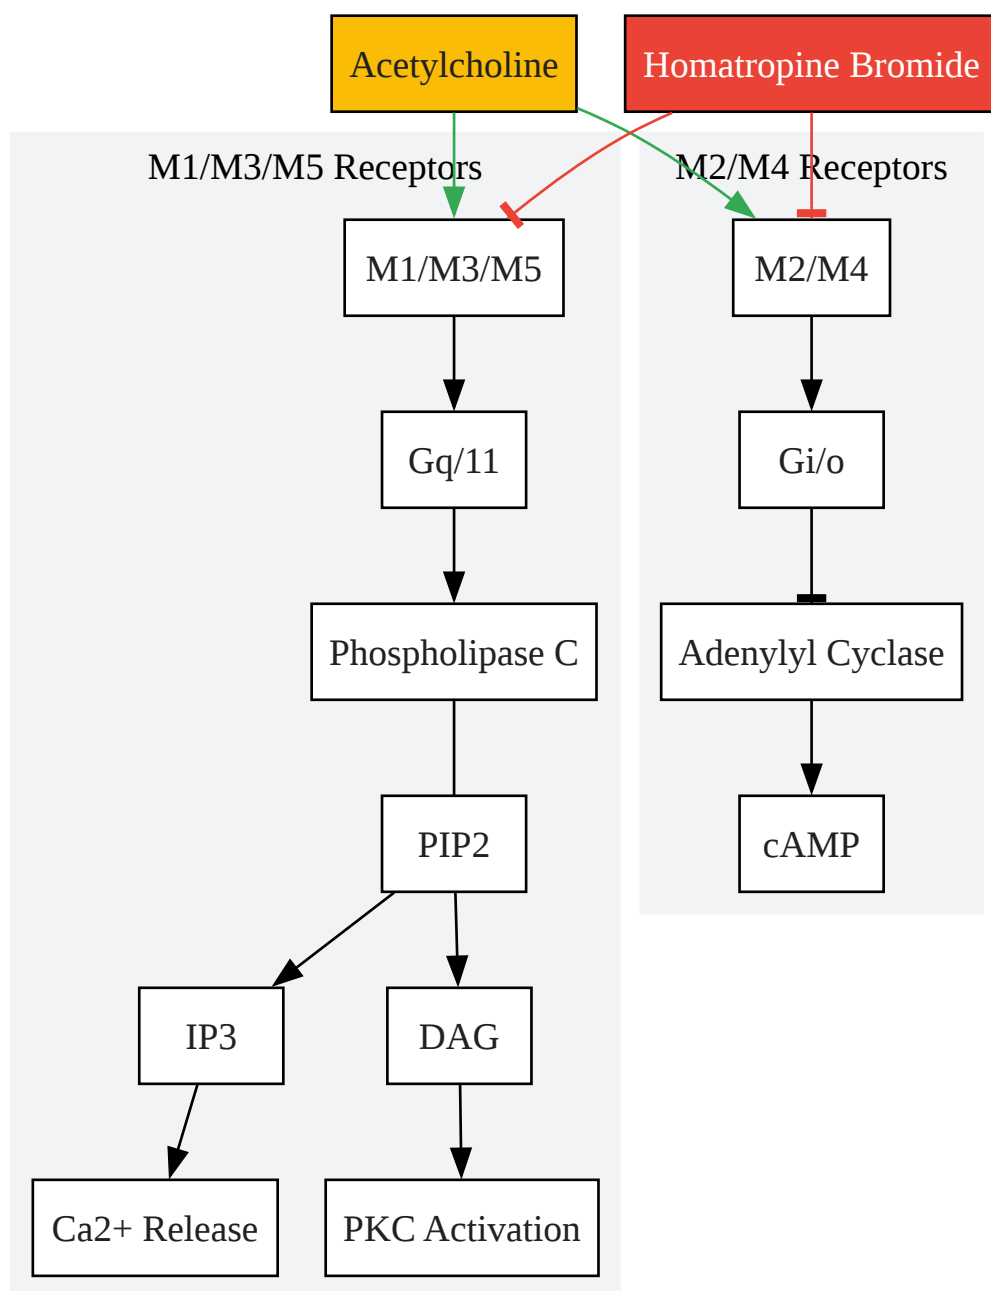 Acetylcholine
Homatropine Bromide
M1/M3/M5 Receptors
M2/M4 Receptors
M1/M3/M5
M2/M4
Gq/11
Gi/o
Phospholipase C
Adenylyl Cyclase
PIP2
cAMP
IP3
DAG
Ca2+ Release
PKC Activation